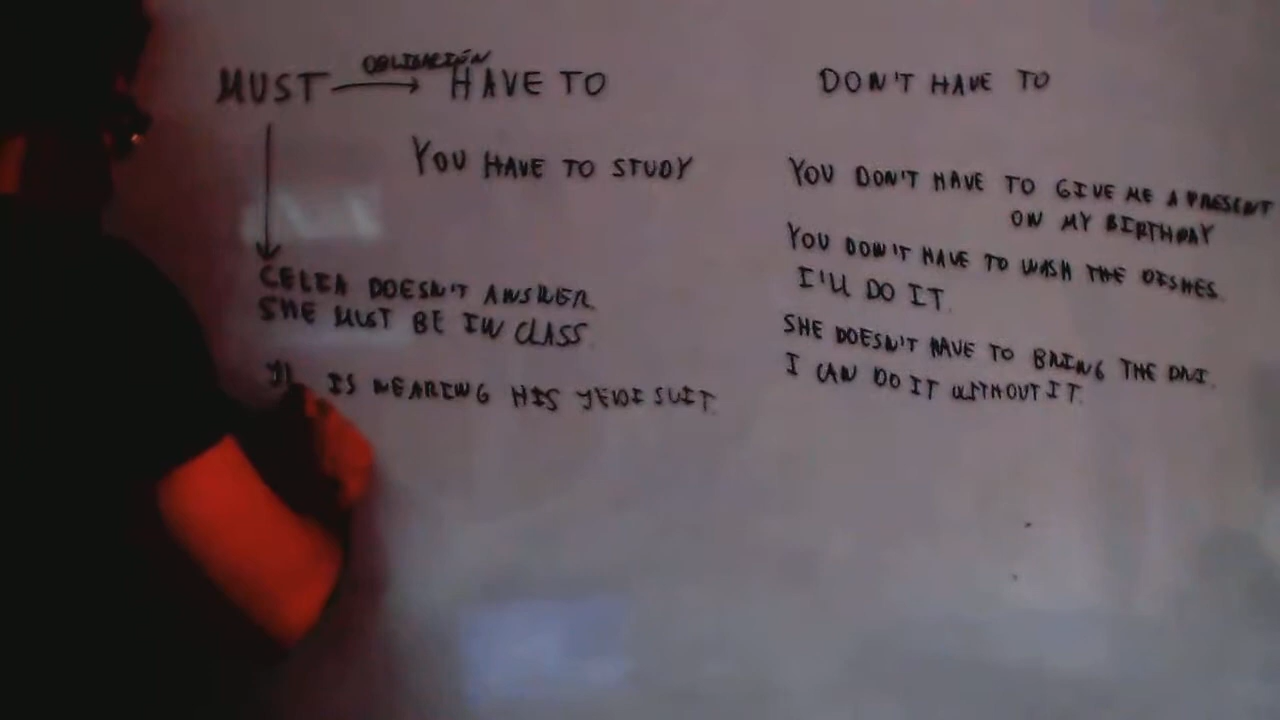 MUST → HAVE TO
OBLIGACIÓN
YOU HAVE TO STUDY
CELIA DOESN'T ANSWER
SHE MUST BE IN CLASS
IS WEARING HIS JEDI SUIT.
DON'T HAVE TO
YOU DON'T HAVE TO GIVE ME A PRESENT
ON MY BIRTHDAY
YOU DON'T HAVE TO WASH THE DISHES.
I'LL DO IT.
SHE DOESN'T HAVE TO BRING THE DNI.
I CAN DO IT WITHOUT IT.